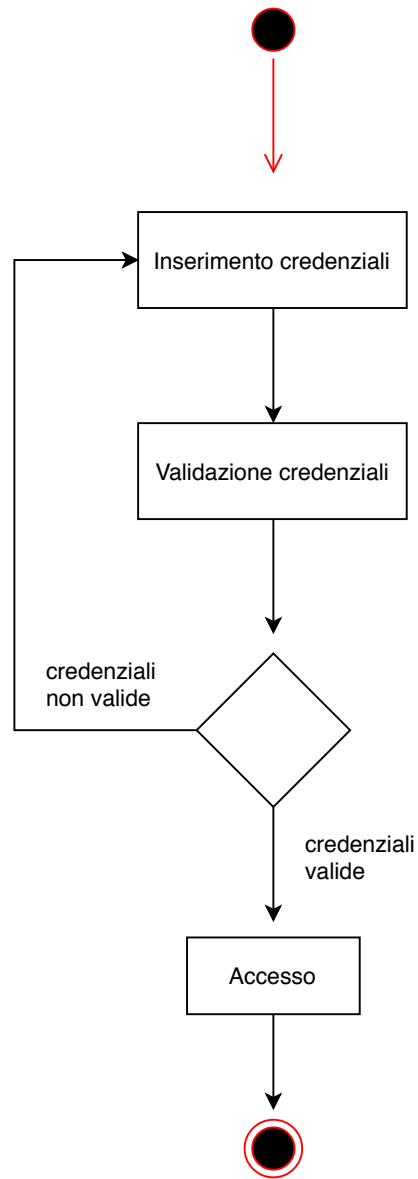 Inserimento credenziali
Validazione credenziali
credenziali
non valide
credenziali
valide
Accesso